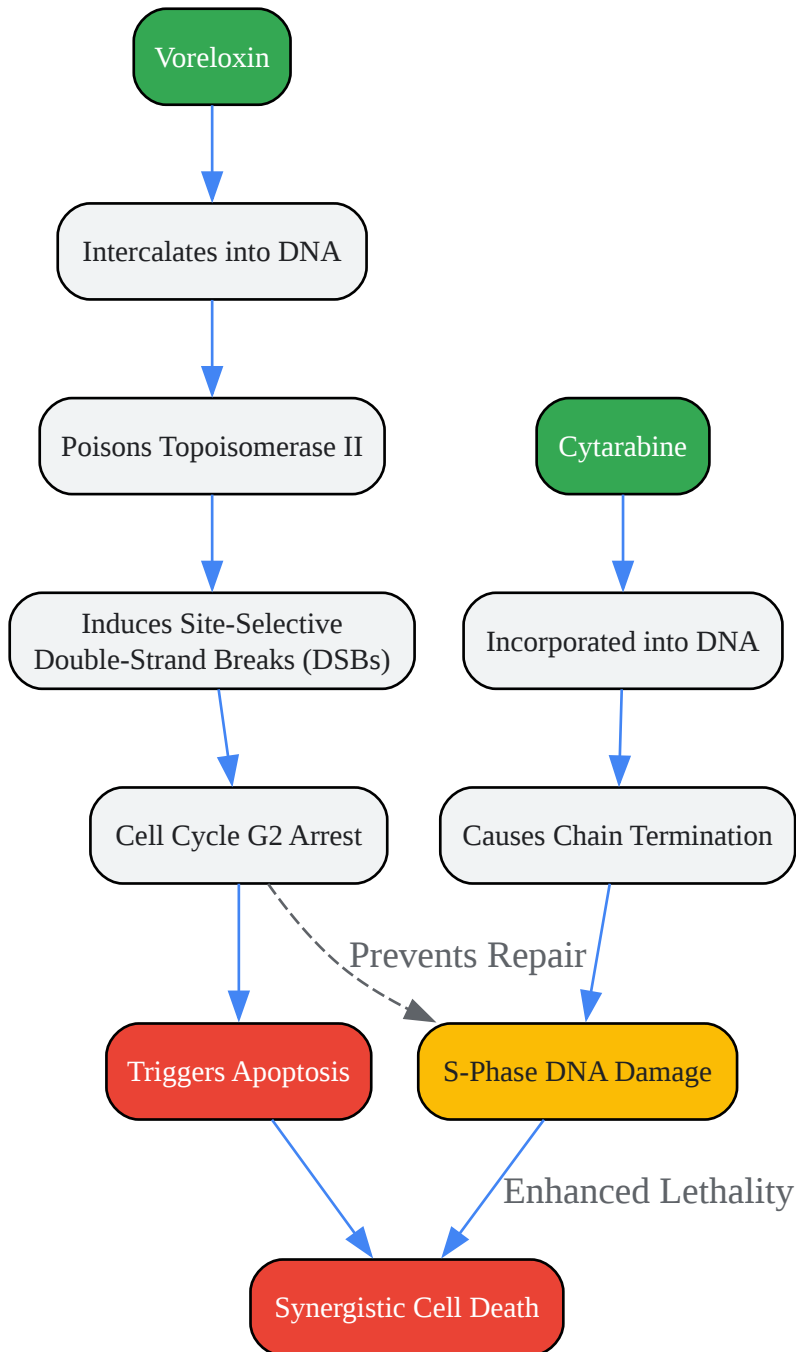 Voreloxin
Intercalates into DNA
Poisons Topoisomerase II
Cytarabine
Induces Site-Selective
Double-Strand Breaks (DSBs)
Incorporated into DNA
Cell Cycle G2 Arrest
Causes Chain Termination
Prevents Repair
Triggers Apoptosis
S-Phase DNA Damage
Enhanced Lethality
Synergistic Cell Death